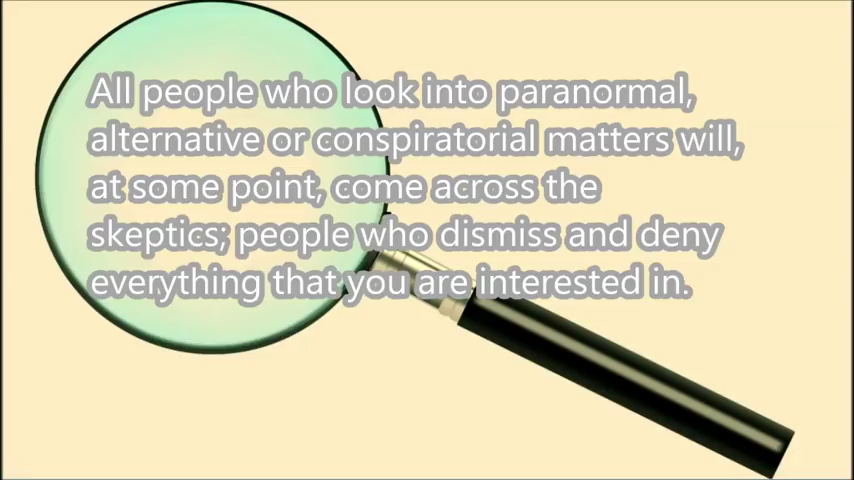 All people who look into paranormal,
alternative or conspiratorial matters will,
at some point, come across the
skeptics; people who dismiss and deny
everything that you are interested in.